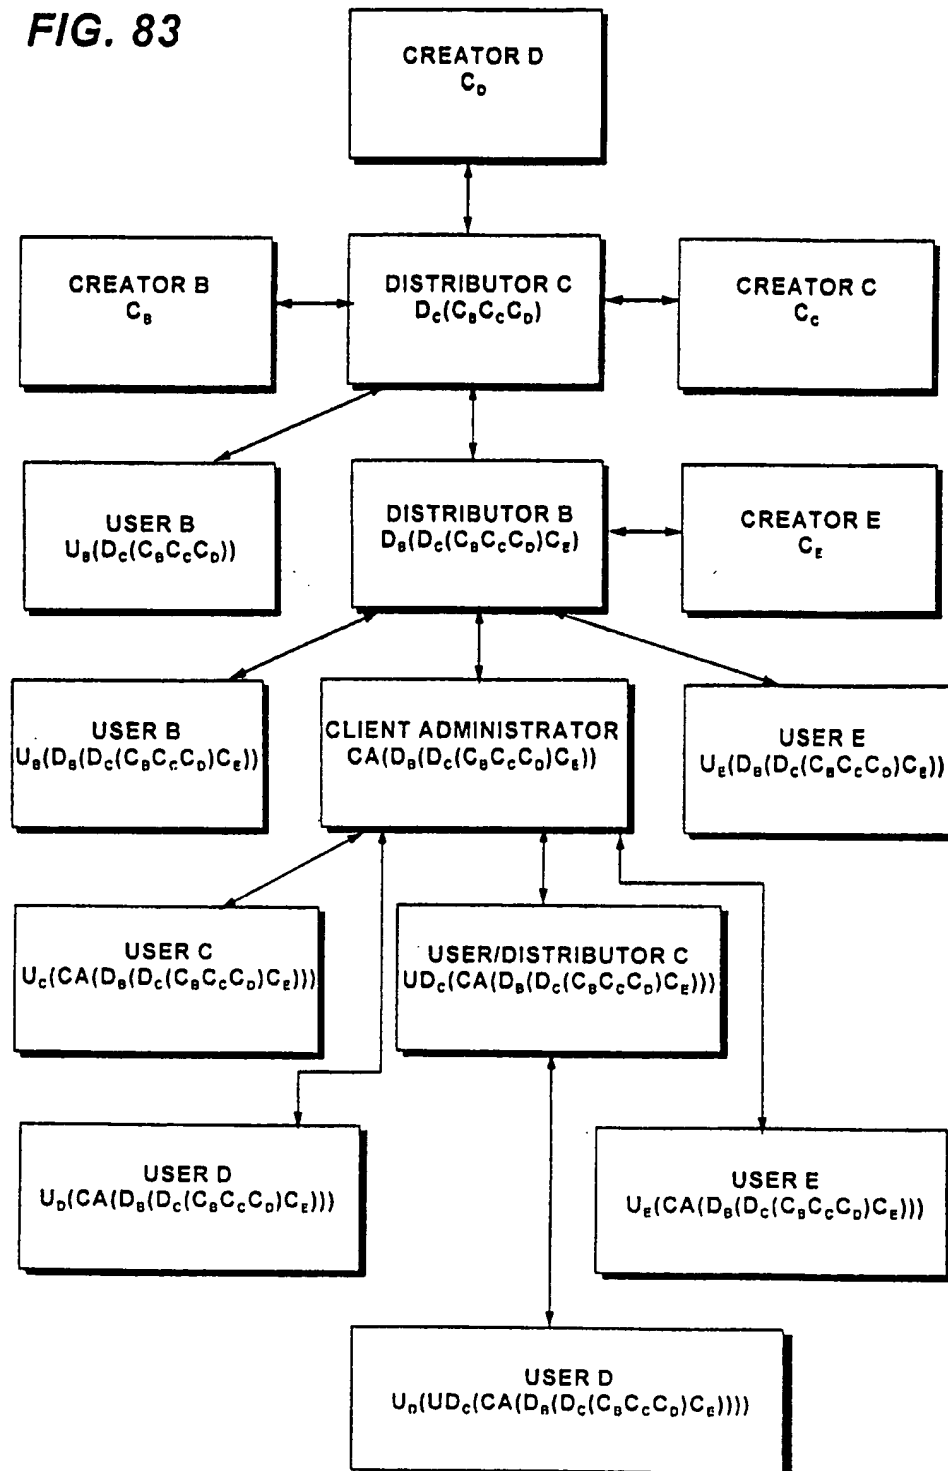 FIG. 83
CREATOR D
C_D
CREATOR B
C_B
DISTRIBUTOR C
D_C(C_BC_CC_D)
CREATOR C
C_C
USER B
U_B(D_C(C_BC_CC_D))
DISTRIBUTOR B
D_B(D_C(C_BC_CC_D)C_E)
CREATOR E
C_E
USER B
U_B(D_B(D_C(C_BC_CC_D)C_E))
CLIENT ADMINISTRATOR
CA(D_B(D_C(C_BC_CC_D)C_E))
USER E
U_E(D_B(D_C(C_BC_CC_D)C_E))
USER C
U_C(CA(D_B(D_C(C_BC_CC_D)C_E)))
USER/DISTRIBUTOR C
UD_C(CA(D_B(D_C(C_BC_CC_D)C_E)))
USER D
U_D(CA(D_B(D_C(C_BC_CC_D)C_E)))
USER E
U_E(CA(D_B(D_C(C_BC_CC_D)C_E)))
USER D
U_D(UD_C(CA(D_B(D_C(C_BC_CC_D)C_E))))